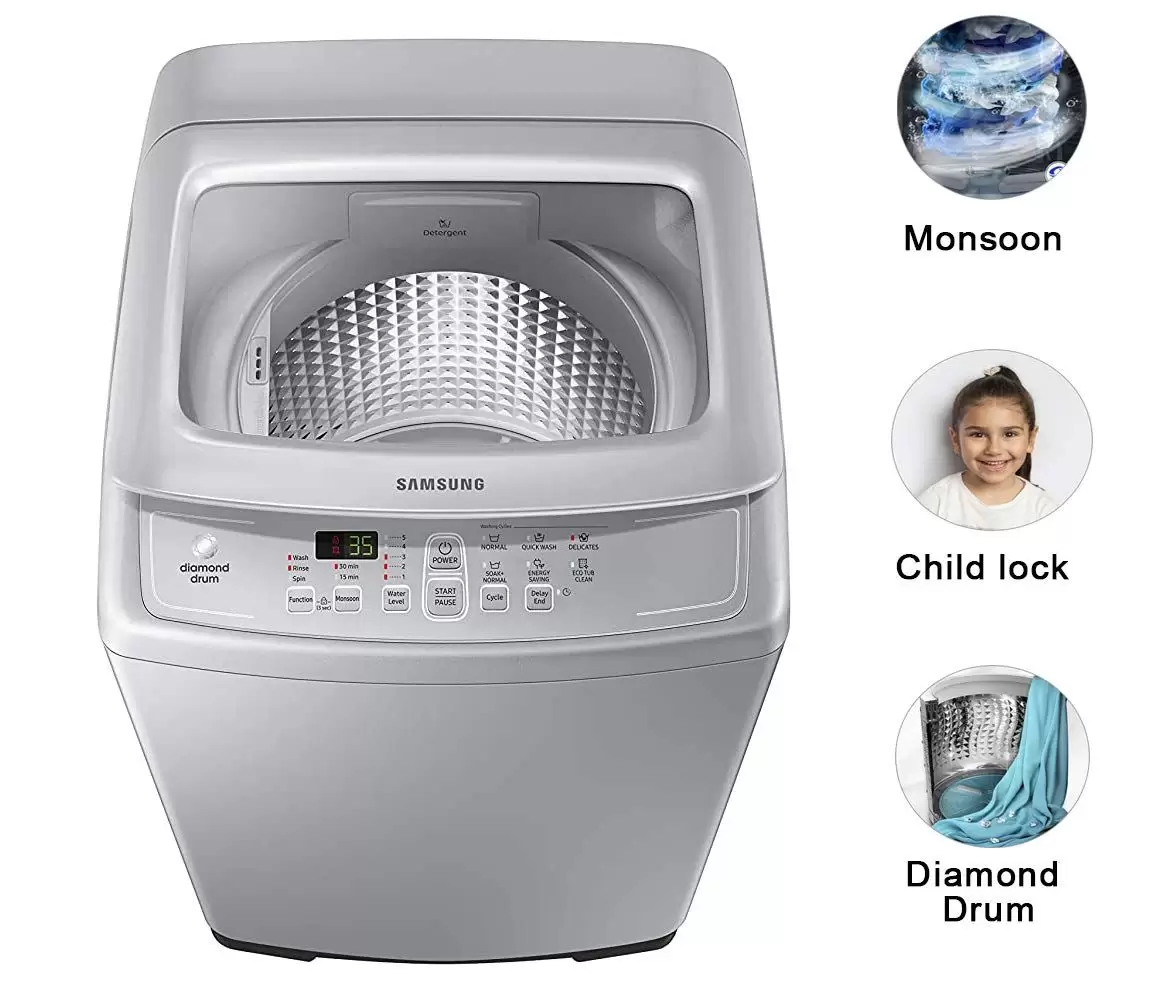 Detergent
SAMSUNG
diamond
drum
Wash
Rinse
Spin
Function
(3 sec)
35
30 min
15 min
Monsoon
5
4
3
2
1
Water
Level
POWER
START
PAUSE
Washing Cycles
NORMAL
QUICK WASH
DELICATES
SOAK+
NORMAL
ENERGY
SAVING
ECO TUB
CLEAN
Cycle
Delay
End
Monsoon
Child lock
Diamond
Drum